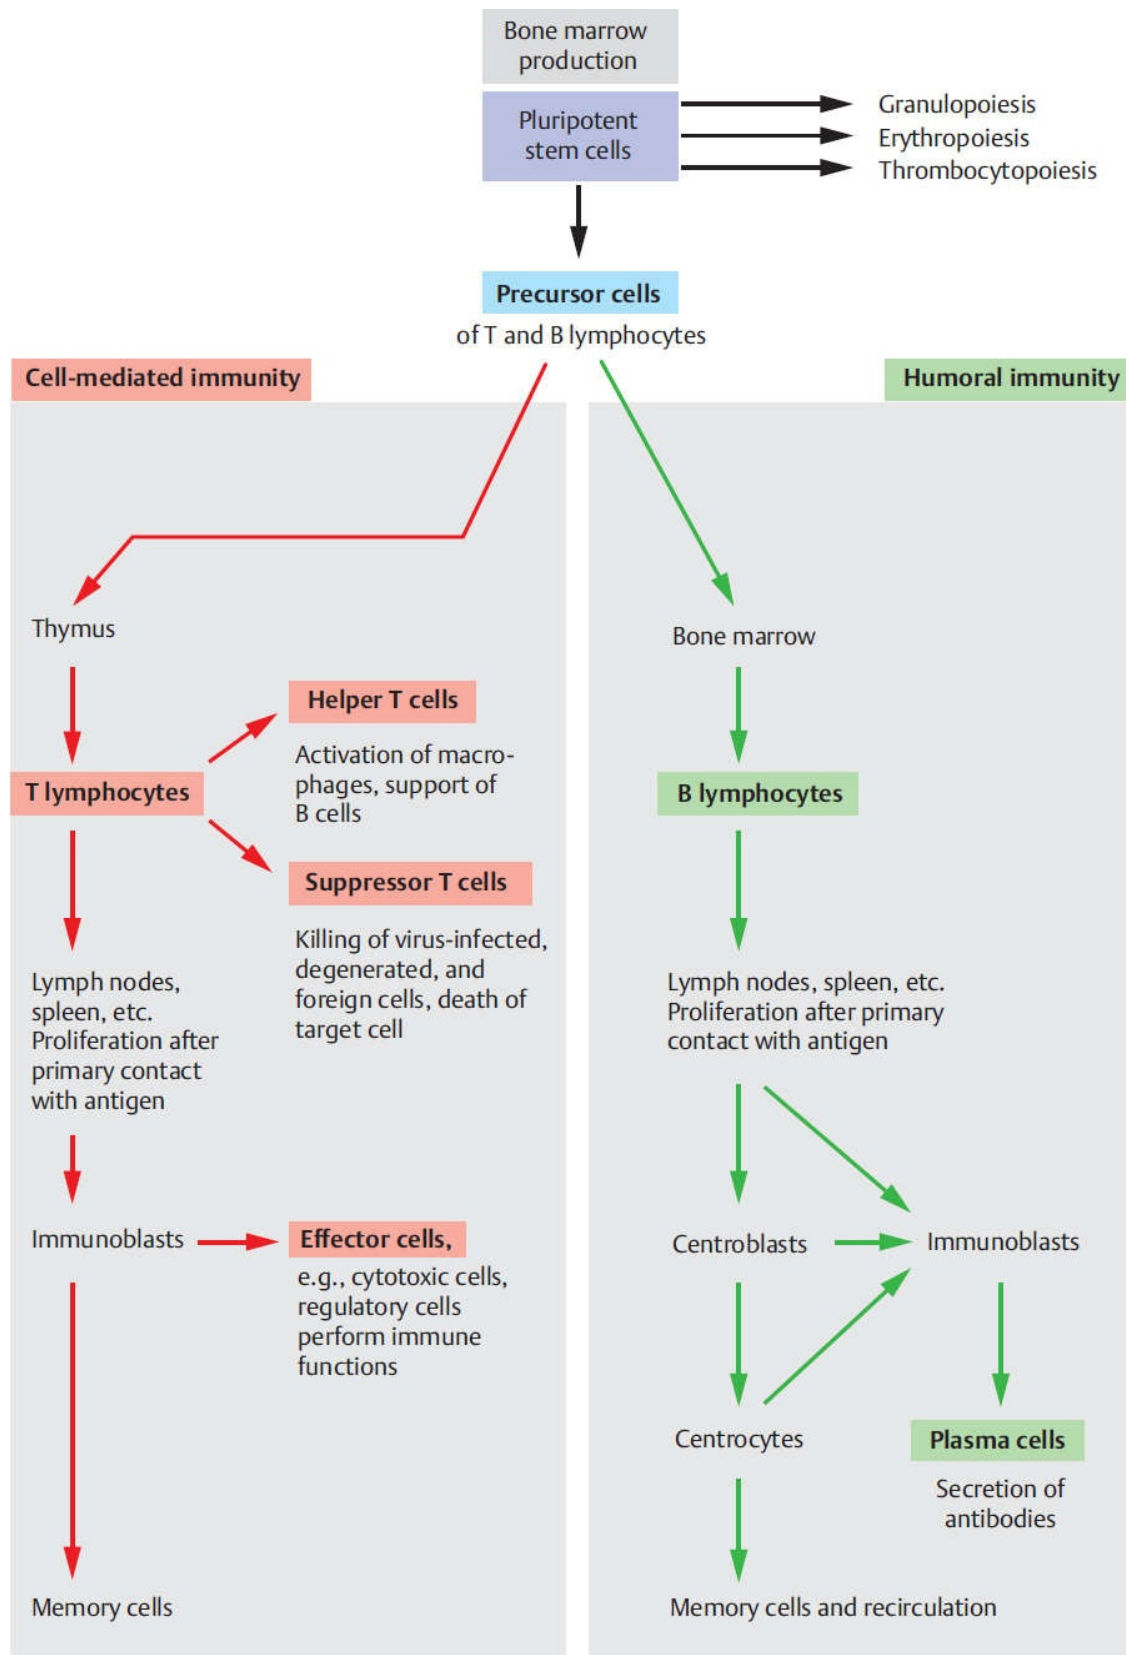 Bone marrow
production
Pluripotent
stem cells
Granulopoiesis
Erythropoiesis
Thrombocytopoiesis
Precursor cells
of T and B lymphocytes
Cell-mediated immunity
Humoral immunity
Thymus
Helper T cells
Activation of macro-
phages, support of
B cells
T lymphocytes
Suppressor T cells
Killing of virus-infected,
degenerated, and
foreign cells, death of
target cell
Lymph nodes,
spleen, etc.
Proliferation after
primary contact
with antigen
Immunoblasts
Effector cells,
e.g., cytotoxic cells,
regulatory cells
perform immune
functions
Memory cells
Bone marrow
B lymphocytes
Lymph nodes, spleen, etc.
Proliferation after primary
contact with antigen
Centroblasts
Immunoblasts
Centrocytes
Plasma cells
Secretion of
antibodies
Memory cells and recirculation